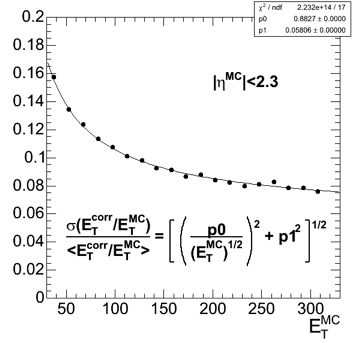 χ² / ndf 2.232e+14 / 17
p0 0.8827 ± 0.0000
p1 0.05806 ± 0.00000
0.2
0.18
0.16
0.14
0.12
0.1
0.08
0.06
0.04
0.02
0
|η^MC|<2.3
σ(E_T^corr/E_T^MC) / <E_T^corr/E_T^MC> = [ ( p0 / (E_T^MC)^1/2 )² + p1² ]^1/2
50 100 150 200 250 300
E_T^MC